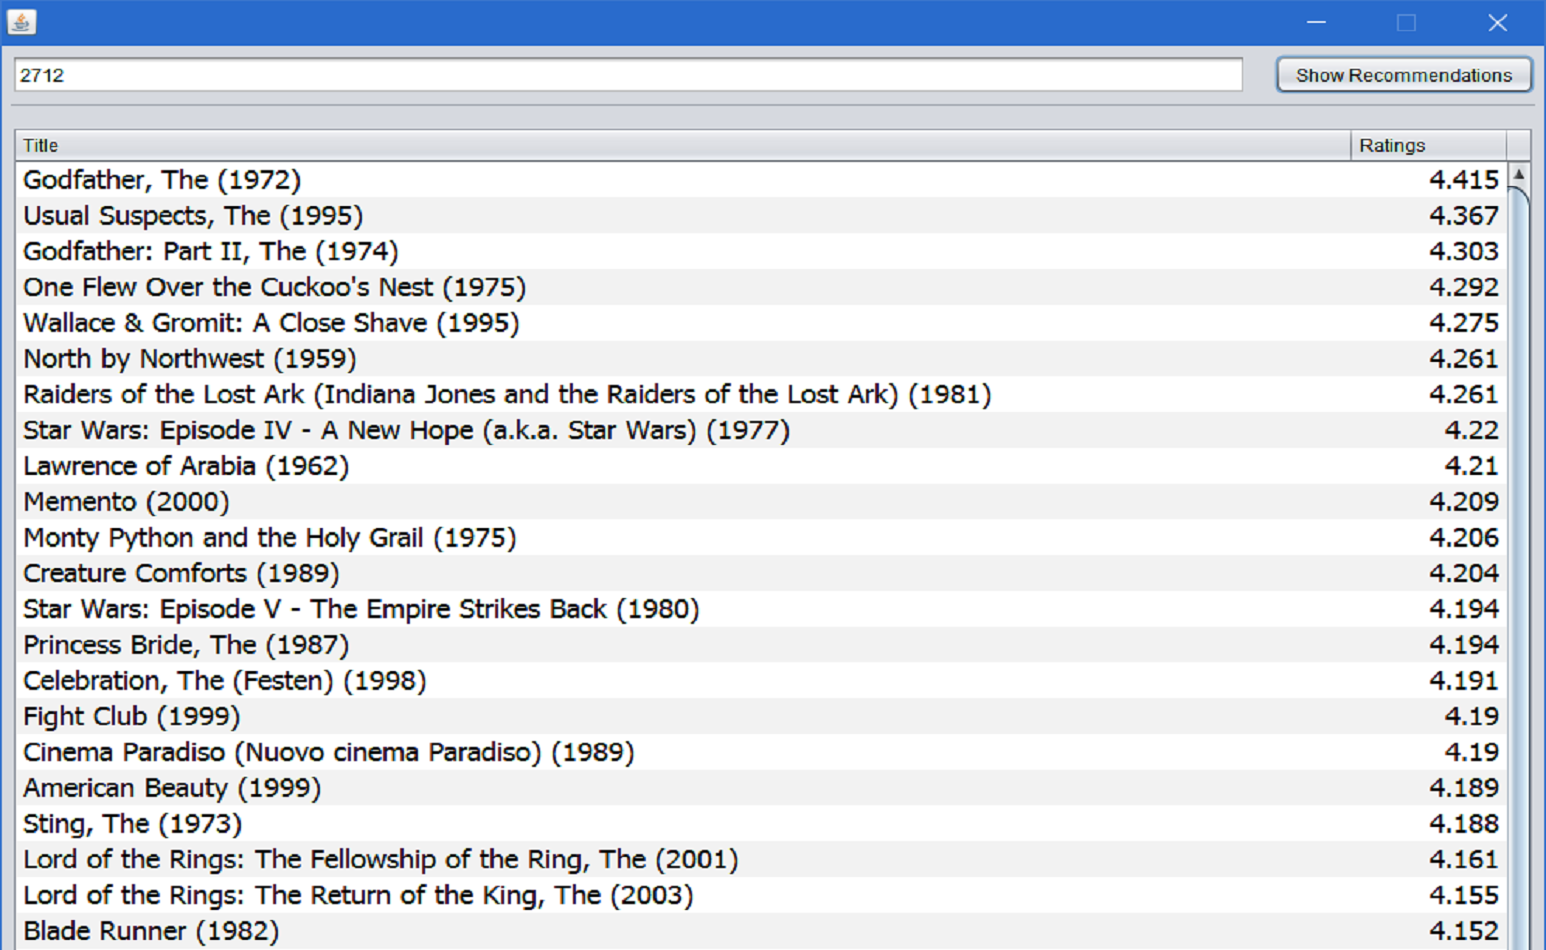 2712 Show Recommendations
Title Ratings
Godfather, The (1972) 4.415
Usual Suspects, The (1995) 4.367
Godfather: Part II, The (1974) 4.303
One Flew Over the Cuckoo's Nest (1975) 4.292
Wallace & Gromit: A Close Shave (1995) 4.275
North by Northwest (1959) 4.261
Raiders of the Lost Ark (Indiana Jones and the Raiders of the Lost Ark) (1981) 4.261
Star Wars: Episode IV - A New Hope (a.k.a. Star Wars) (1977) 4.22
Lawrence of Arabia (1962) 4.21
Memento (2000) 4.209
Monty Python and the Holy Grail (1975) 4.206
Creature Comforts (1989) 4.204
Star Wars: Episode V - The Empire Strikes Back (1980) 4.194
Princess Bride, The (1987) 4.194
Celebration, The (Festen) (1998) 4.191
Fight Club (1999) 4.19
Cinema Paradiso (Nuovo cinema Paradiso) (1989) 4.19
American Beauty (1999) 4.189
Sting, The (1973) 4.188
Lord of the Rings: The Fellowship of the Ring, The (2001) 4.161
Lord of the Rings: The Return of the King, The (2003) 4.155
Blade Runner (1982) 4.152